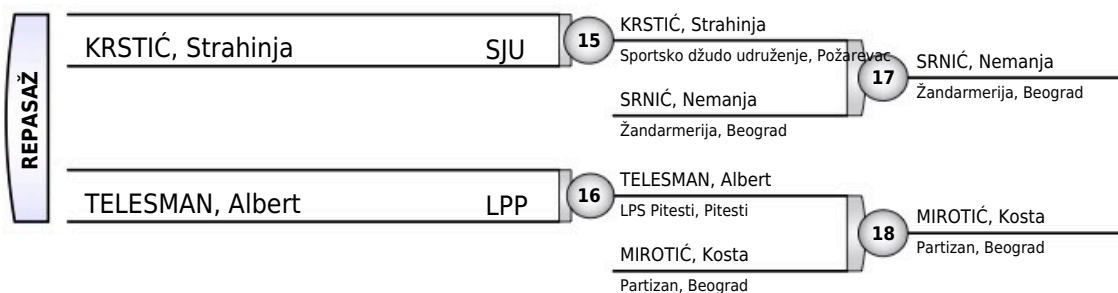 REPASAŽ
KRSTIĆ, Strahinja SJU
15
KRSTIĆ, Strahinja
Sportsko džudo udruženje, Požarevac
SRNIĆ, Nemanja
Žandarmerija, Beograd
17
SRNIĆ, Nemanja
Žandarmerija, Beograd
TELESMAN, Albert LPP
16
TELESMAN, Albert
LPS Pitesti, Pitesti
MIROTIĆ, Kosta
Partizan, Beograd
18
MIROTIĆ, Kosta
Partizan, Beograd